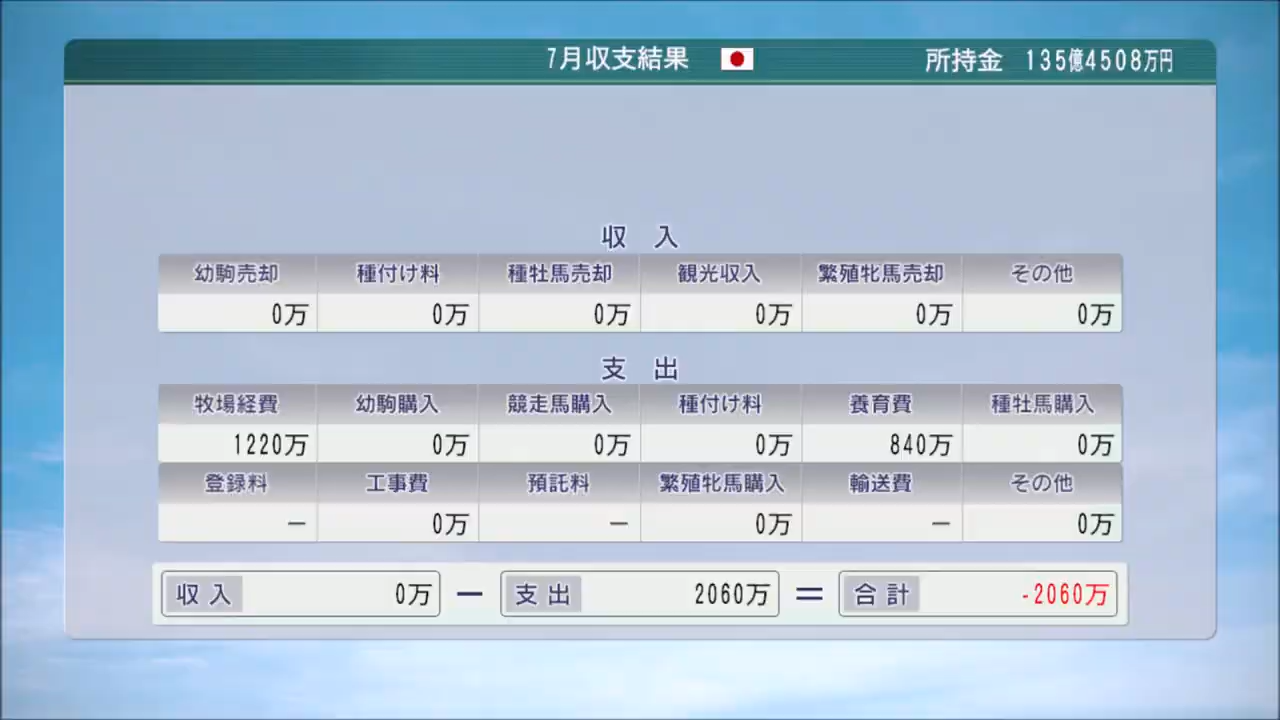 7月収支結果 所持金 135億4508万円
収 入
幼駒売却 種付け料 種牡馬売却 観光収入 繁殖牝馬売却 その他
0万 0万 0万 0万 0万 0万
支 出
牧場経費 幼駒購入 競走馬購入 種付け料 養育費 種牡馬購入
1220万 0万 0万 0万 840万 0万
登録料 工事費 預託料 繁殖牝馬購入 輸送費 その他
― 0万 ― 0万 ― 0万
収入 0万 － 支出 2060万 ＝ 合計 -2060万